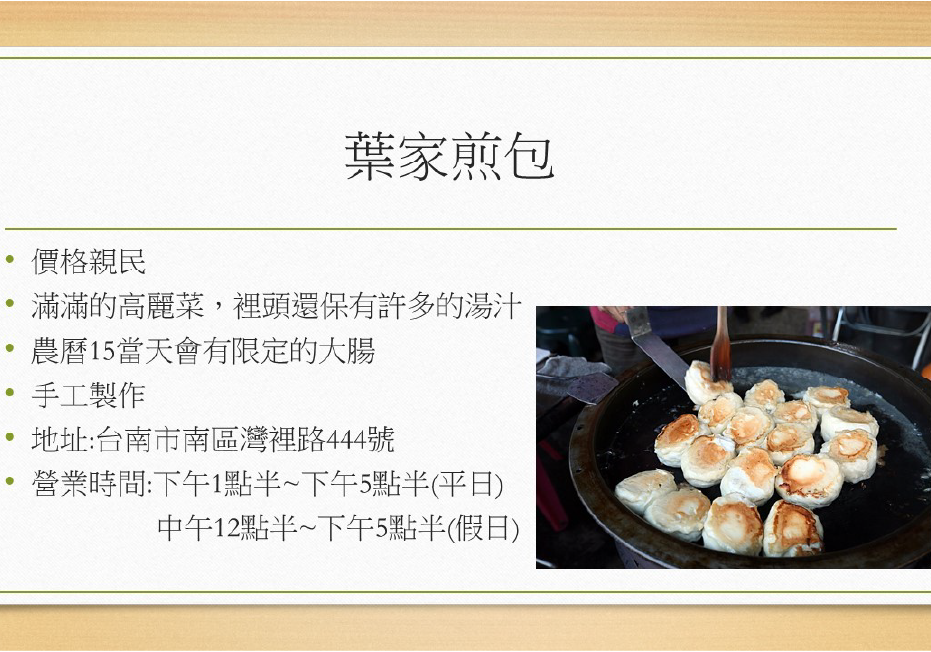 葉家煎包
• 價格親民
• 滿滿的高麗菜，裡頭還保有許多的湯汁
• 農曆15當天會有限定的大腸
• 手工製作
• 地址:台南市南區灣裡路444號
• 營業時間:下午1點半~下午5點半(平日)
中午12點半~下午5點半(假日)